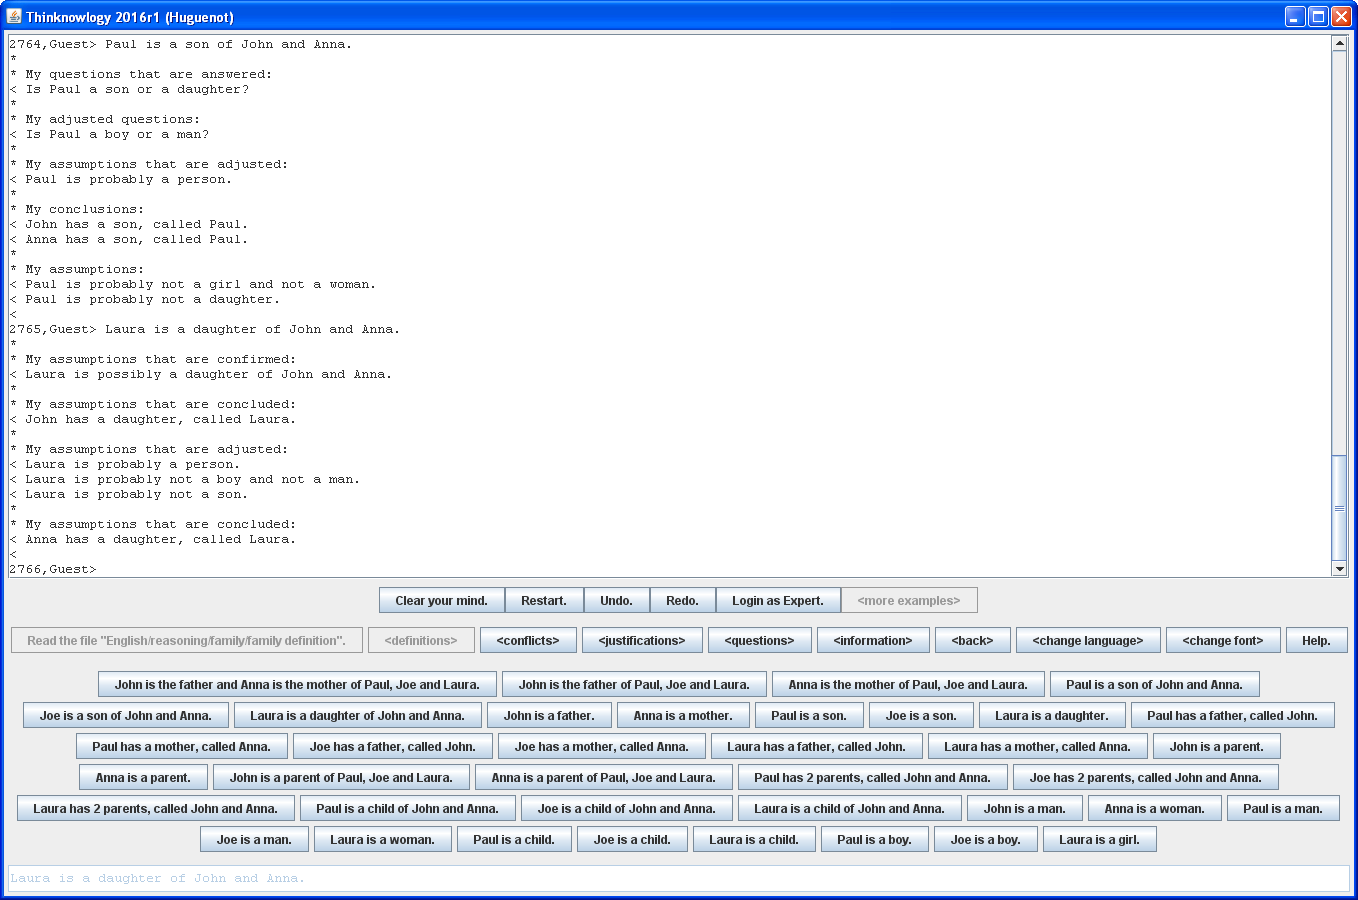 Thinknowlogy 2016r1 (Huguenot)
2764,Guest> Paul is a son of John and Anna.
*
* My questions that are answered:
< Is Paul a son or a daughter?
*
* My adjusted questions:
< Is Paul a boy or a man?
*
* My assumptions that are adjusted:
< Paul is probably a person.
*
* My conclusions:
< John has a son, called Paul.
< Anna has a son, called Paul.
*
* My assumptions:
< Paul is probably not a girl and not a woman.
< Paul is probably not a daughter.
<
2765,Guest> Laura is a daughter of John and Anna.
*
* My assumptions that are confirmed:
< Laura is possibly a daughter of John and Anna.
*
* My assumptions that are concluded:
< John has a daughter, called Laura.
*
* My assumptions that are adjusted:
< Laura is probably a person.
< Laura is probably not a boy and not a man.
< Laura is probably not a son.
*
* My assumptions that are concluded:
< Anna has a daughter, called Laura.
<
2766,Guest>
Clear your mind. Restart. Undo. Redo. Login as Expert. <more examples>
Read the file "English/reasoning/family/family definition". <definitions> <conflicts> <justifications> <questions> <information> <back> <change language> <change font> Help.
John is the father and Anna is the mother of Paul, Joe and Laura. John is the father of Paul, Joe and Laura. Anna is the mother of Paul, Joe and Laura. Paul is a son of John and Anna.
Joe is a son of John and Anna. Laura is a daughter of John and Anna. John is a father. Anna is a mother. Paul is a son. Joe is a son. Laura is a daughter. Paul has a father, called John.
Paul has a mother, called Anna. Joe has a father, called John. Joe has a mother, called Anna. Laura has a father, called John. Laura has a mother, called Anna. John is a parent.
Anna is a parent. John is a parent of Paul, Joe and Laura. Anna is a parent of Paul, Joe and Laura. Paul has 2 parents, called John and Anna. Joe has 2 parents, called John and Anna.
Laura has 2 parents, called John and Anna. Paul is a child of John and Anna. Joe is a child of John and Anna. Laura is a child of John and Anna. John is a man. Anna is a woman. Paul is a man.
Joe is a man. Laura is a woman. Paul is a child. Joe is a child. Laura is a child. Paul is a boy. Joe is a boy. Laura is a girl.
Laura is a daughter of John and Anna.